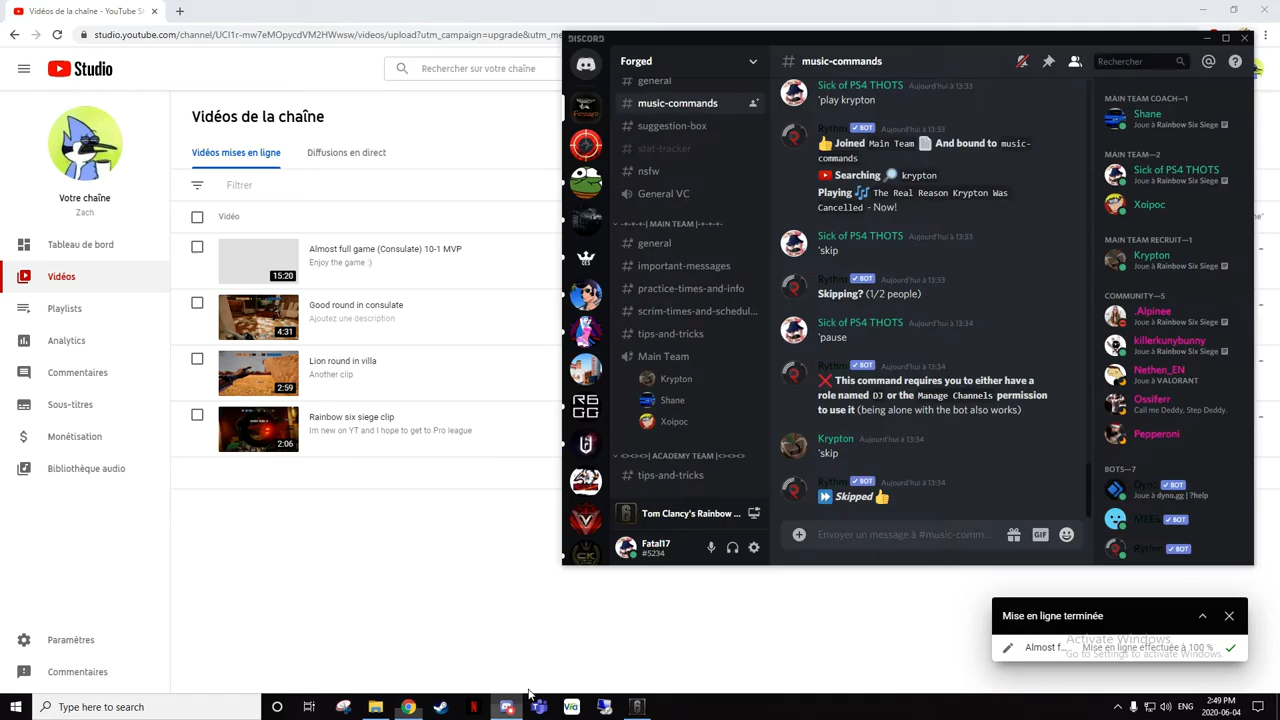 Vidéos de la chaîne - YouTube S
studio.youtube.com/channel/UCI1r-mw7eMOpycdVM2HWwsw/videos/upload?utm_campaign=upgrade&utm_me
Studio
Rechercher sur votre chaîne
Votre chaîne
Zach
Tableau de bord
Vidéos
Playlists
Analytics
Commentaires
Sous-titres
Monétisation
Bibliothèque audio
Paramètres
Commentaires
Vidéos de la chaîne
Vidéos mises en ligne
Diffusions en direct
Filtrer
Vidéo
15:20
Almost full game (Consulate) 10-1 MVP
Enjoy the game :)
4:31
Good round in consulate
Ajoutez une description
2:59
Lion round in villa
Another clip
2:06
Rainbow six siege clip
Im new on YT and I hope to get to Pro league
DISCORD
Forged
general
music-commands
suggestion-box
stat-tracker
nsfw
General VC
-+-+-+-| MAIN TEAM |-+-+-+-
general
important-messages
practice-times-and-info
scrim-times-and-schedul...
tips-and-tricks
Main Team
Krypton
Shane
Xoipoc
<><><>| ACADEMY TEAM |<><><>
tips-and-tricks
Tom Clancy's Rainbow ...
Fatal17
#5234
# music-commands
Rechercher
Sick of PS4 THOTS Aujourd'hui à 13:33
'play krypton
Rythm BOT Aujourd'hui à 13:33
Joined Main Team And bound to music-
commands
Searching krypton
Playing The Real Reason Krypton Was
Cancelled - Now!
Sick of PS4 THOTS Aujourd'hui à 13:33
'skip
Rythm BOT Aujourd'hui à 13:33
Skipping? (1/2 people)
Sick of PS4 THOTS Aujourd'hui à 13:34
'pause
Rythm BOT Aujourd'hui à 13:34
This command requires you to either have a
role named DJ or the Manage Channels permission
to use it (being alone with the bot also works)
Krypton Aujourd'hui à 13:34
'skip
Rythm BOT Aujourd'hui à 13:34
Skipped
Envoyer un message à #music-comm...
GIF
MAIN TEAM COACH—1
Shane
Joue à Rainbow Six Siege
MAIN TEAM—2
Sick of PS4 THOTS
Joue à Rainbow Six Siege
Xoipoc
MAIN TEAM RECRUIT—1
Krypton
Joue à Rainbow Six Siege
COMMUNITY—5
.Alpinee
Joue à Rainbow Six Siege
killerkunybunny
Joue à Rainbow Six Siege
Nethen_EN
Joue à VALORANT
Ossiferr
Call me Deddy, Step Deddy.
Pepperoni
BOTS—7
Dyno BOT
Joue à dyno.gg | ?help
MEE6 BOT
Rythm BOT
Mise en ligne terminée
Almost f... Mise en ligne effectuée à 100 %
Activate Windows
Go to Settings to activate Windows.
Type here to search
ENG
2:49 PM
2020-06-04